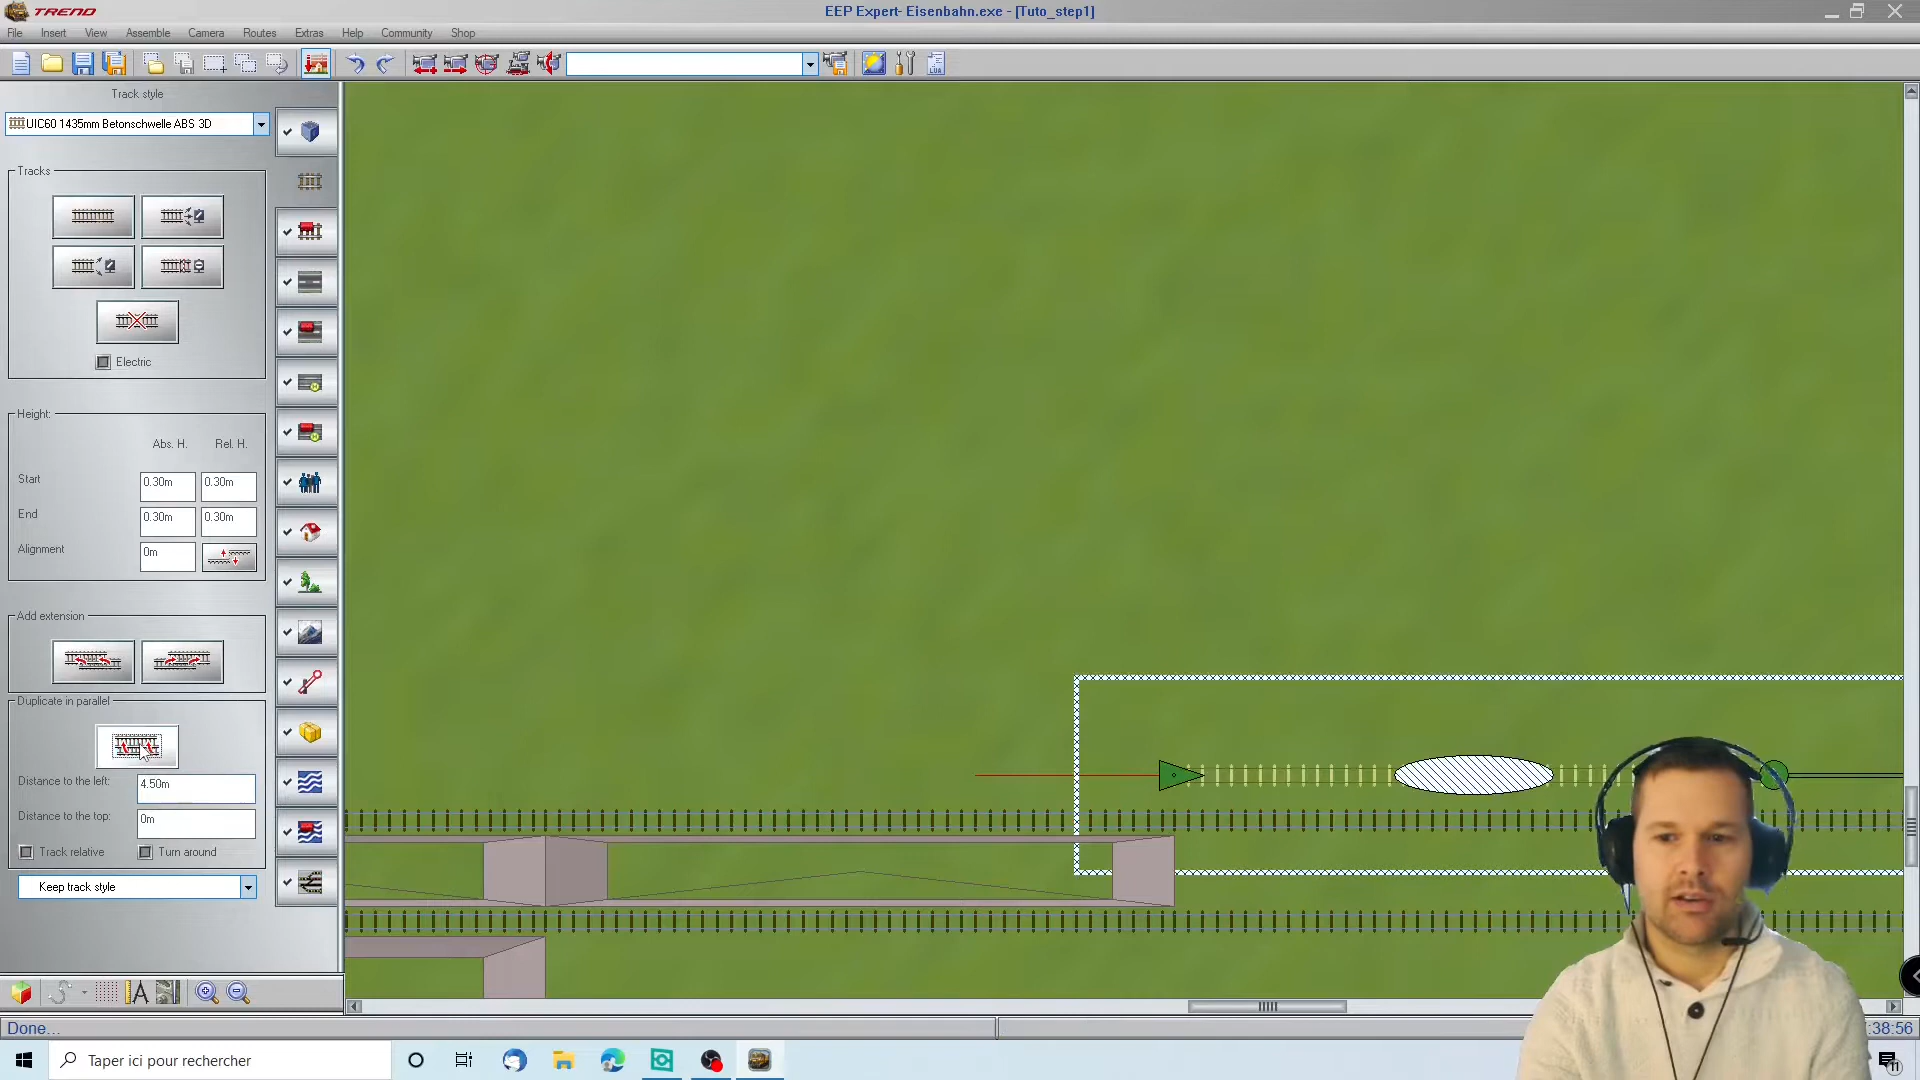 TREND
EEP Expert- Eisenbahn.exe - [Tuto_step1]
File Insert View Assemble Camera Routes Extras Help Community Shop
LUA
Track style
UIC60 1435mm Betonschwelle ABS 3D
Tracks
Electric
Height:
Abs. H. Rel. H.
Start 0.30m 0.30m
End 0.30m 0.30m
Alignment 0m
Add extension
Duplicate in parallel
Distance to the left: 4.50m
Distance to the top: 0m
Track relative Turn around
Keep track style
Done...
:38:56
Taper ici pour rechercher